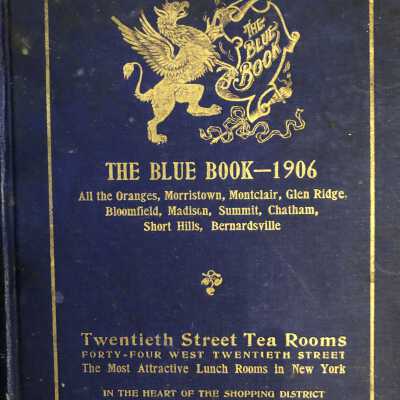 THE
BLUE
BOOK
THE BLUE BOOK—1906
All the Oranges, Morristown, Montclair, Glen Ridge,
Bloomfield, Madison, Summit, Chatham,
Short Hills, Bernardsville
Twentieth Street Tea Rooms
FORTY-FOUR WEST TWENTIETH STREET
The Most Attractive Lunch Rooms in New York
IN THE HEART OF THE SHOPPING DISTRICT